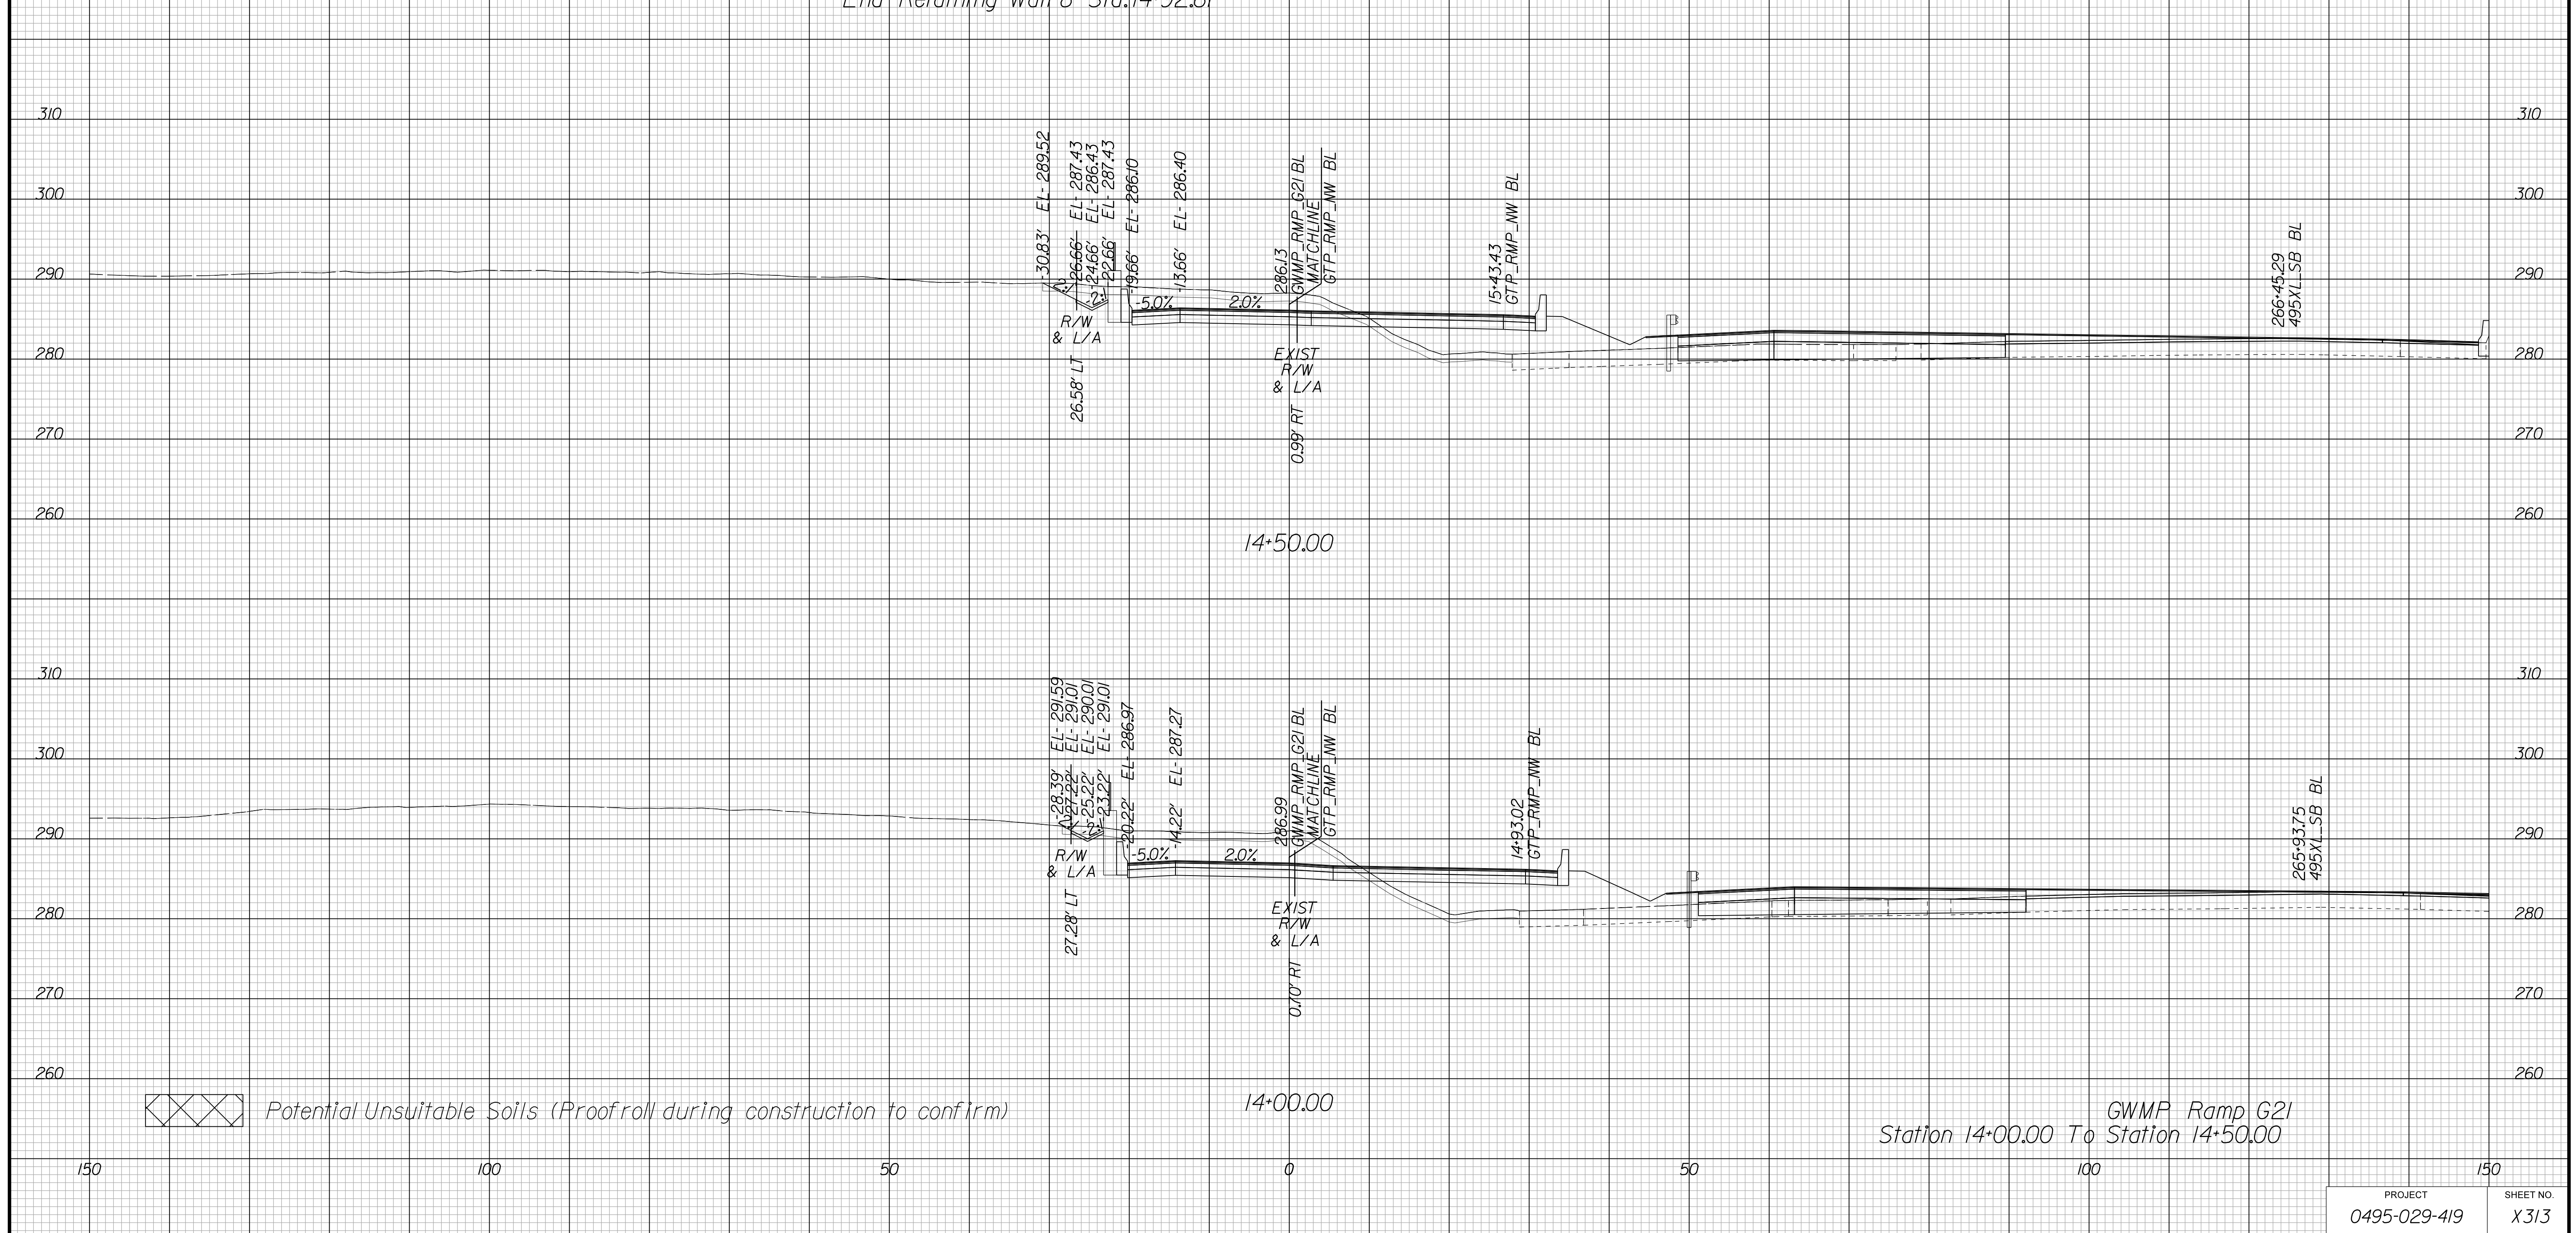 End Retaining Wall 8 Sta.14+92.81
310
310
-30.83' EL- 289.52
-26.66' EL- 287.43
-24.66' EL- 286.43
-22.66' EL- 287.43
-19.66' EL- 286.10
-13.66' EL- 286.40
286.13
GWMP_RMP_G21 BL
MATCHLINE
GTP_RMP_NW BL
15+43.43
GTP_RMP_NW BL
266+45.29
495XL_SB BL
300
300
290
290
2:1
-2:1
-5.0%
2.0%
R/W
& L/A
26.58' LT
EXIST
R/W
& L/A
0.99' RT
280
280
270
270
260
260
14+50.00
310
310
-28.39' EL- 291.59
-27.22' EL- 291.01
-25.22' EL- 290.01
-23.22' EL- 291.01
-20.22' EL- 286.97
-14.22' EL- 287.27
286.99
GWMP_RMP_G21 BL
MATCHLINE
GTP_RMP_NW BL
14+93.02
GTP_RMP_NW BL
265+93.75
495XL_SB BL
300
300
290
290
2:1
-2:1
-5.0%
2.0%
R/W
& L/A
27.28' LT
EXIST
R/W
& L/A
0.70' RT
280
280
270
270
260
260
14+00.00
Potential Unsuitable Soils (Proofroll during construction to confirm)
GWMP Ramp G21
Station 14+00.00 To Station 14+50.00
150
100
50
0
50
100
150
PROJECT
SHEET NO.
0495-029-419
X313